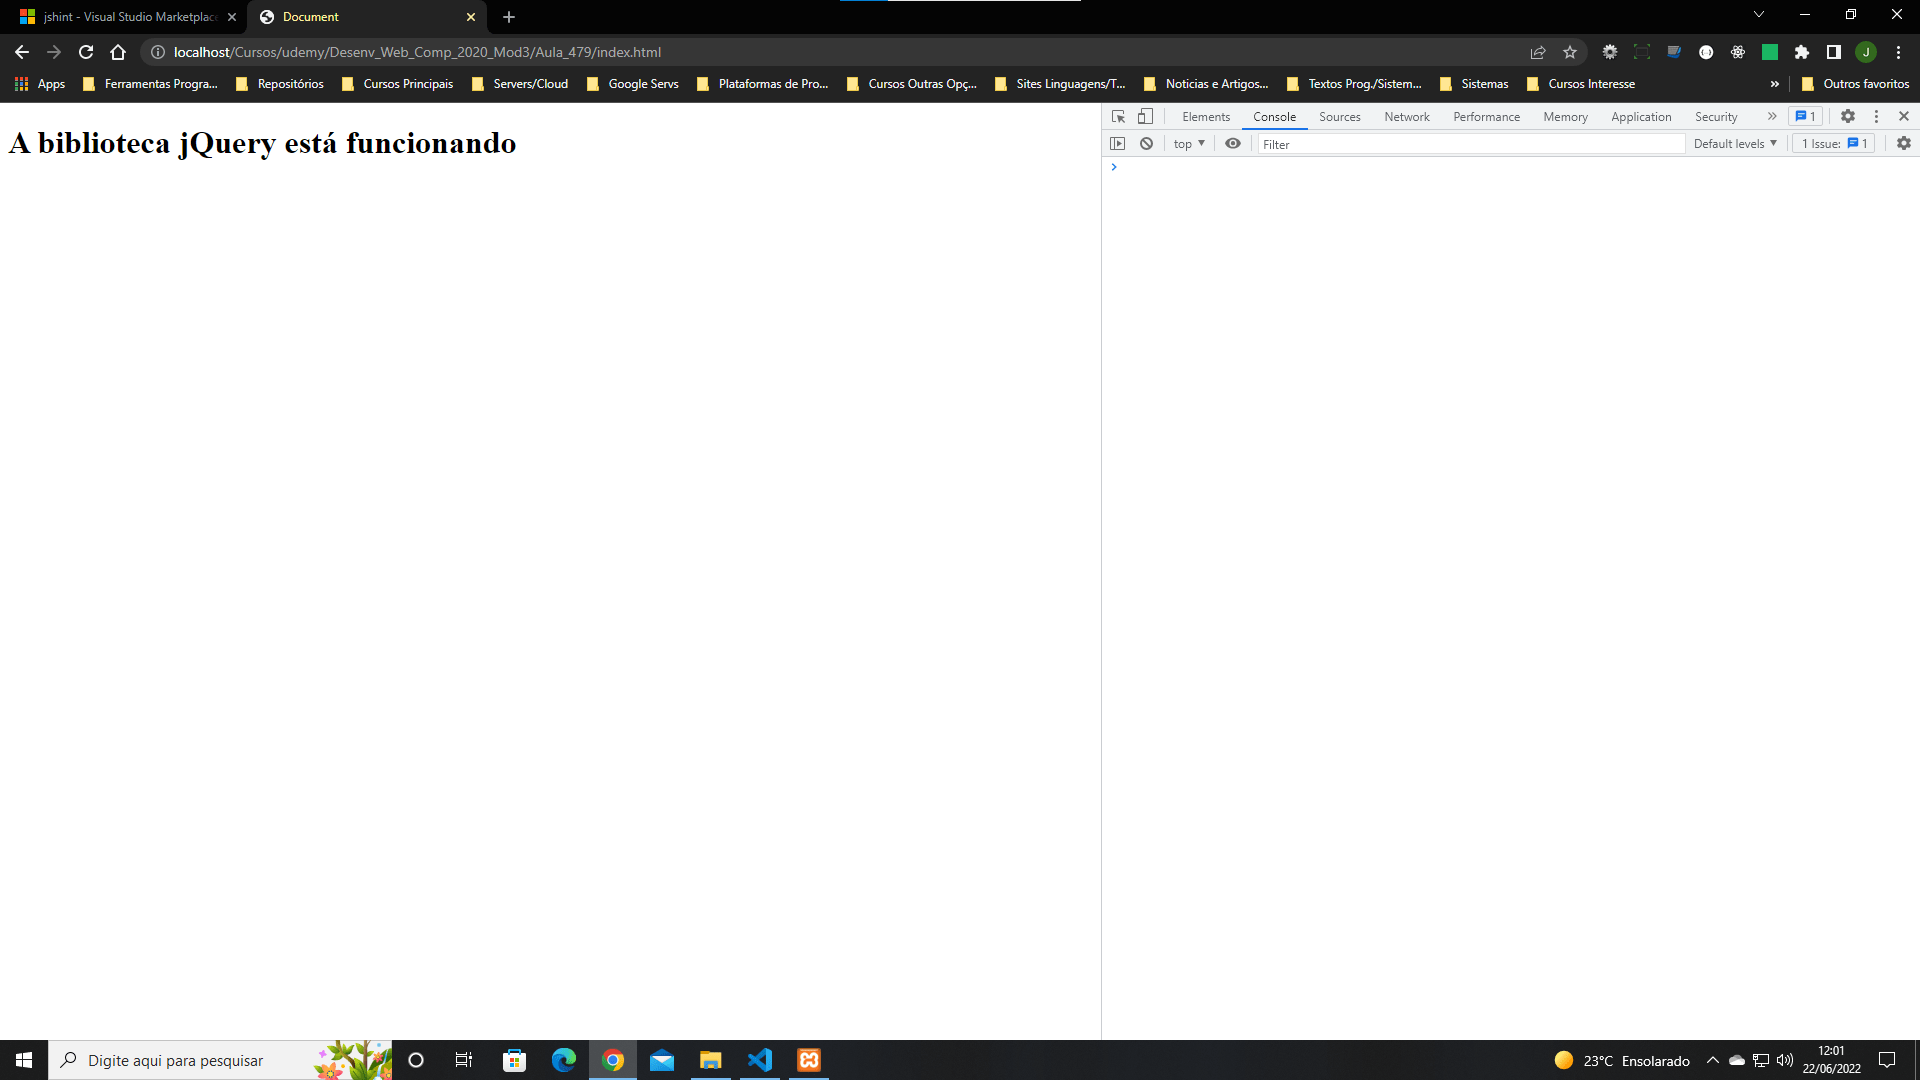 jshint - Visual Studio Marketplace
Document
localhost/Cursos/udemy/Desenv_Web_Comp_2020_Mod3/Aula_479/index.html
J
Apps
Ferramentas Progra...
Repositórios
Cursos Principais
Servers/Cloud
Google Servs
Plataformas de Pro...
Cursos Outras Opç...
Sites Linguagens/T...
Noticias e Artigos...
Textos Prog./Sistem...
Sistemas
Cursos Interesse
»
Outros favoritos
A biblioteca jQuery está funcionando
Elements Console Sources Network Performance Memory Application Security » 1
top Filter Default levels 1 Issue: 1
Digite aqui para pesquisar
23°C Ensolarado
12:01
22/06/2022